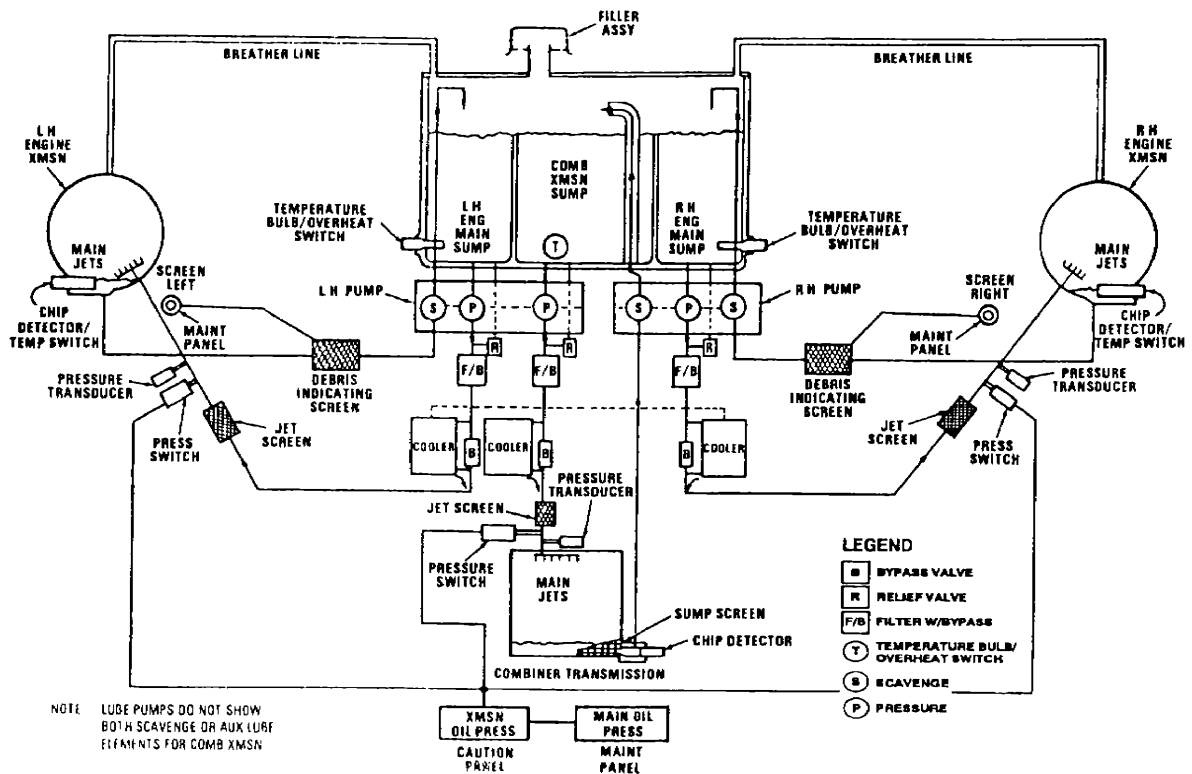 FILLER
ASSY
BREATHER LINE
BREATHER LINE
L H
ENGINE
XMSN
R H
ENGINE
XMSN
COMB
XMSN
SUMP
L H
ENG
MAIN
SUMP
R H
ENG
MAIN
SUMP
TEMPERATURE
BULB/OVERHEAT
SWITCH
TEMPERATURE
BULB/OVERHEAT
SWITCH
T
MAIN
JETS
MAIN
JETS
SCREEN
LEFT
SCREEN
RIGHT
L H PUMP
R H PUMP
S
P
P
S
P
S
CHIP
DETECTOR/
TEMP SWITCH
MAINT
PANEL
MAINT
PANEL
CHIP
DETECTOR/
TEMP SWITCH
R
R
R
F/B
F/B
F/B
PRESSURE
TRANSDUCER
DEBRIS
INDICATING
SCREEN
DEBRIS
INDICATING
SCREEN
PRESSURE
TRANSDUCER
PRESS
SWITCH
JET
SCREEN
JET
SCREEN
PRESS
SWITCH
COOLER
B
COOLER
B
B
COOLER
PRESSURE
TRANSDUCER
JET SCREEN
PRESSURE
SWITCH
MAIN
JETS
SUMP SCREEN
CHIP DETECTOR
COMBINER TRANSMISSION
LEGEND
B BYPASS VALVE
R RELIEF VALVE
F/B FILTER W/BYPASS
T TEMPERATURE BULB/
OVERHEAT SWITCH
S SCAVENGE
P PRESSURE
NOTE LUBE PUMPS DO NOT SHOW
BOTH SCAVENGE OR AUX LUBE
ELEMENTS FOR COMB XMSN
XMSN
OIL PRESS
MAIN OIL
PRESS
CAUTION
PANEL
MAINT
PANEL